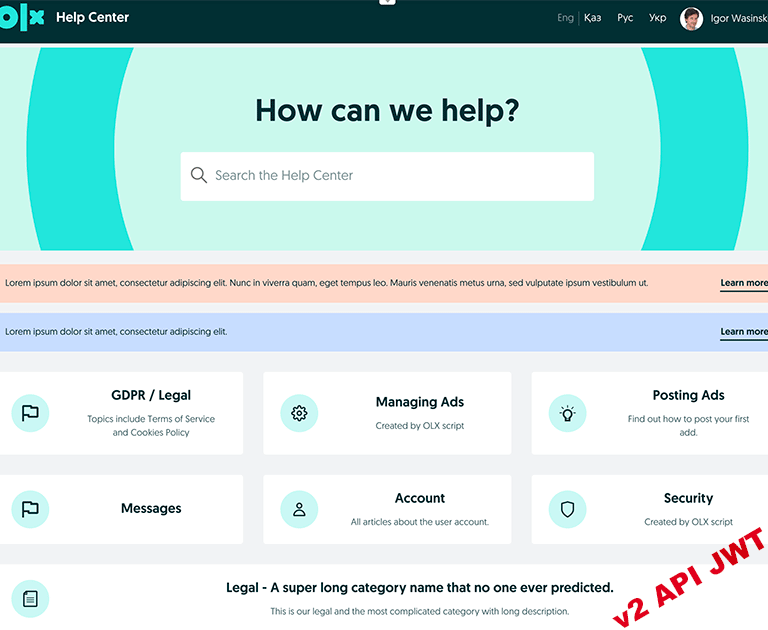 olx Help Center
Eng Қаз Рус Укр Igor Wasinsk
How can we help?
Search the Help Center
Lorem ipsum dolor sit amet, consectetur adipiscing elit. Nunc in viverra quam, eget tempus leo. Mauris venenatis metus urna, sed vulputate ipsum vestibulum ut.
Learn more
Lorem ipsum dolor sit amet, consectetur adipiscing elit.
Learn more
GDPR / Legal
Topics include Terms of Service
and Cookies Policy
Managing Ads
Created by OLX script
Posting Ads
Find out how to post your first
add.
Messages
Account
All articles about the user account.
Security
Created by OLX script
Legal - A super long category name that no one ever predicted.
This is our legal and the most complicated category with long description.
v2 API JWT